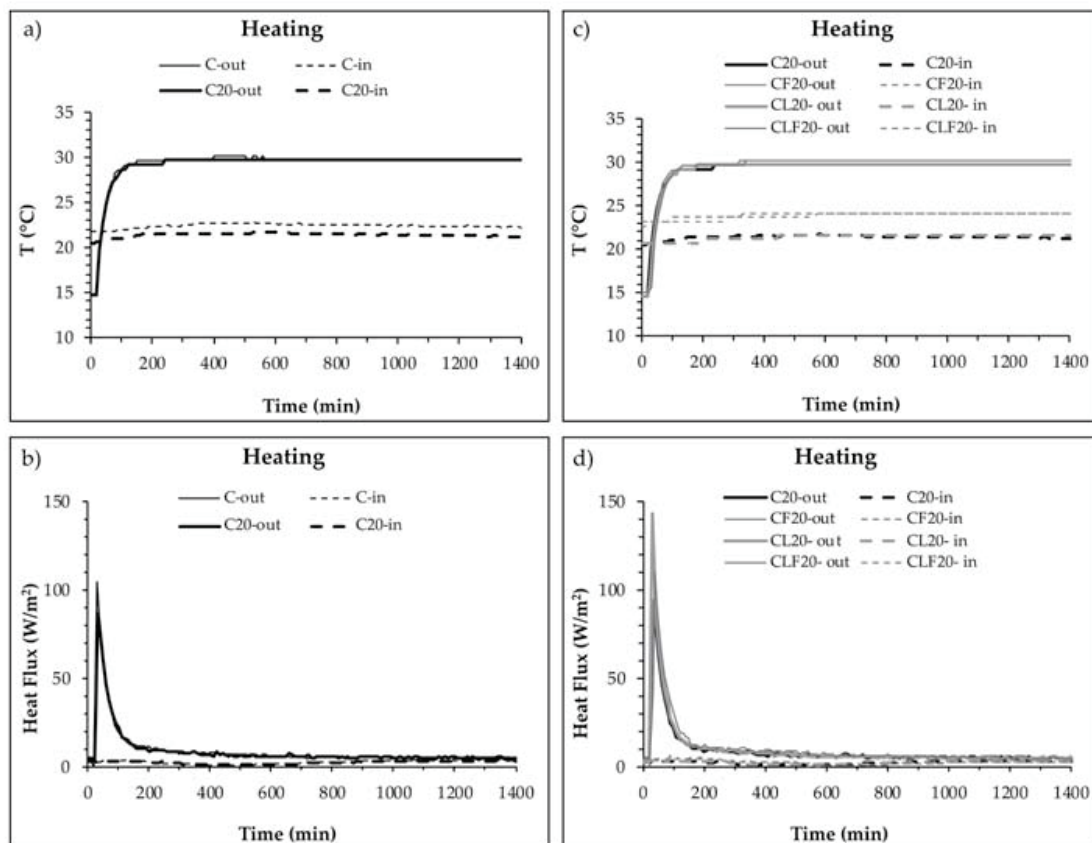 a)
Heating
C-out C-in
C20-out C20-in
35
30
25
20
15
10
T (°C)
0 200 400 600 800 1000 1200 1400
Time (min)
c)
Heating
C20-out C20-in
CF20-out CF20-in
CL20- out CL20- in
CLF20- out CLF20- in
35
30
25
20
15
10
T (°C)
0 200 400 600 800 1000 1200 1400
Time (min)
b)
Heating
C-out C-in
C20-out C20-in
150
100
50
0
Heat Flux (W/m²)
0 200 400 600 800 1000 1200 1400
Time (min)
d)
Heating
C20-out C20-in
CF20-out CF20-in
CL20- out CL20- in
CLF20- out CLF20- in
150
100
50
0
Heat Flux (W/m²)
0 200 400 600 800 1000 1200 1400
Time (min)